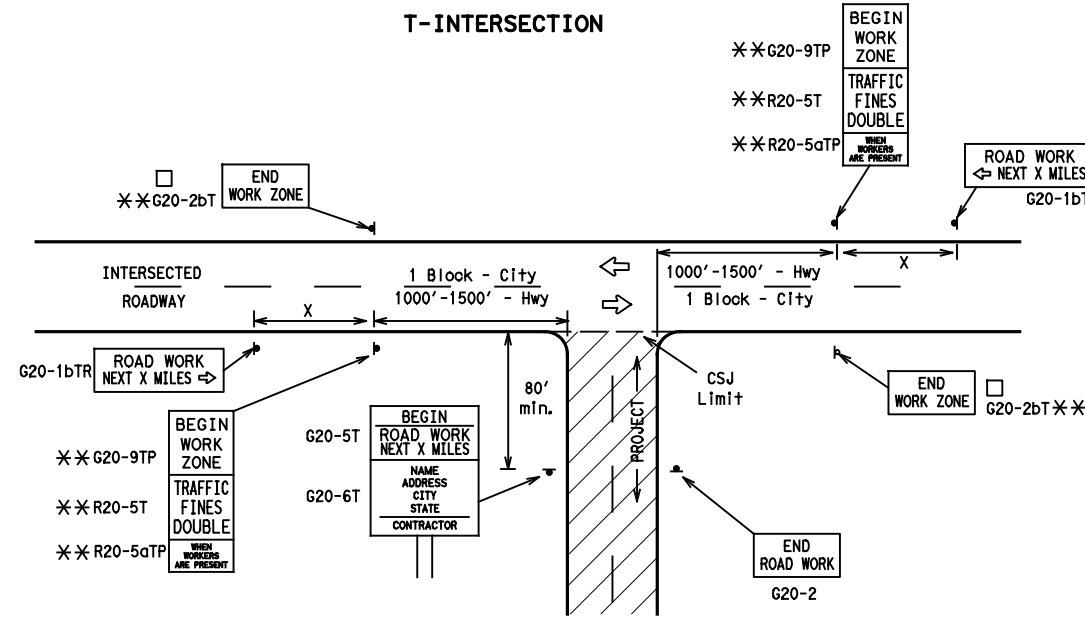 T-INTERSECTION
BEGIN
WORK
ZONE
✱✱G20-9TP
TRAFFIC
FINES
DOUBLE
✱✱R20-5T
WHEN
WORKERS
ARE PRESENT
✱✱R20-5aTP
ROAD WORK
⇦ NEXT X MILES
G20-1bT
END
WORK ZONE
□
✱✱G20-2bT
INTERSECTED
ROADWAY
1 Block - City
1000'-1500' - Hwy
1000'-1500' - Hwy
1 Block - City
X
X
G20-1bTR
ROAD WORK
NEXT X MILES ⇨
80'
min.
CSJ
Limit
PROJECT
END
WORK ZONE
□
G20-2bT✱✱
BEGIN
WORK
ZONE
✱✱G20-9TP
TRAFFIC
FINES
DOUBLE
✱✱R20-5T
WHEN
WORKERS
ARE PRESENT
✱✱R20-5aTP
G20-5T
BEGIN
ROAD WORK
NEXT X MILES
G20-6T
NAME
ADDRESS
CITY
STATE
CONTRACTOR
END
ROAD WORK
G20-2